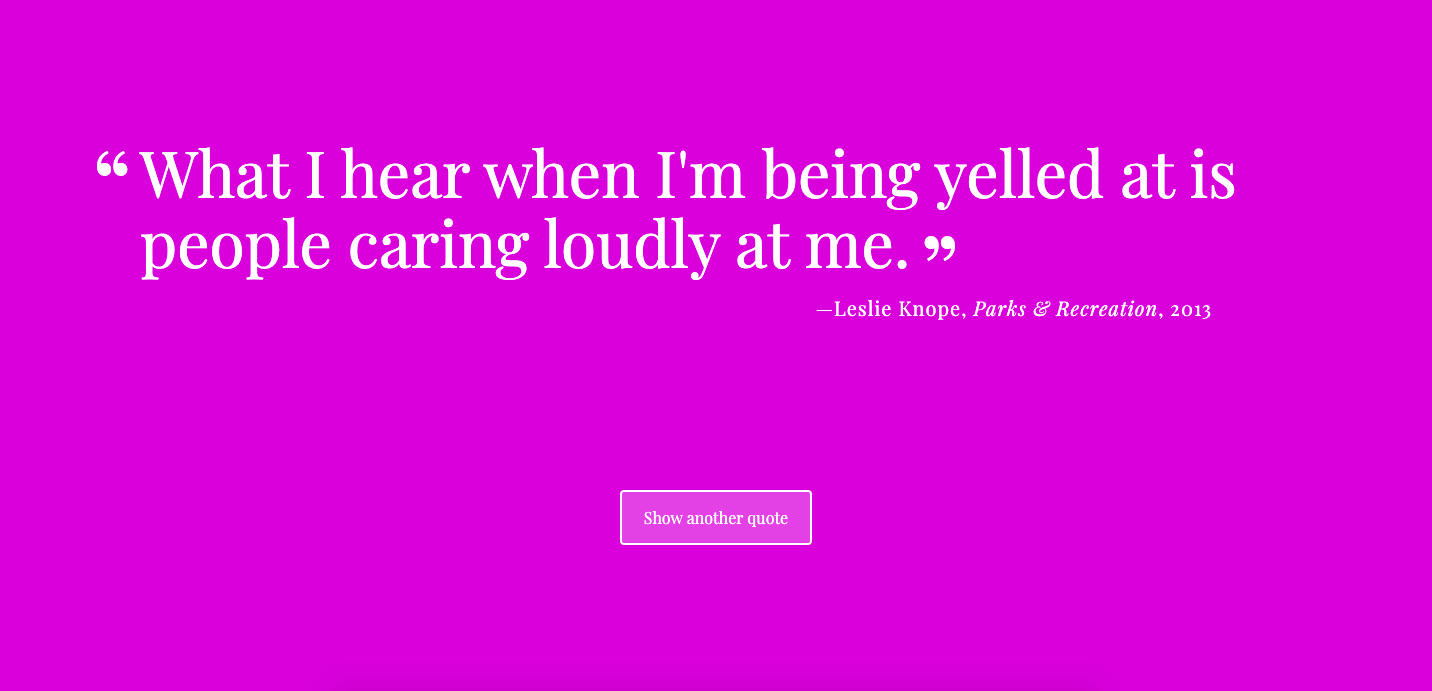 “ What I hear when I'm being yelled at is
people caring loudly at me. ”
—Leslie Knope, Parks & Recreation, 2013
Show another quote